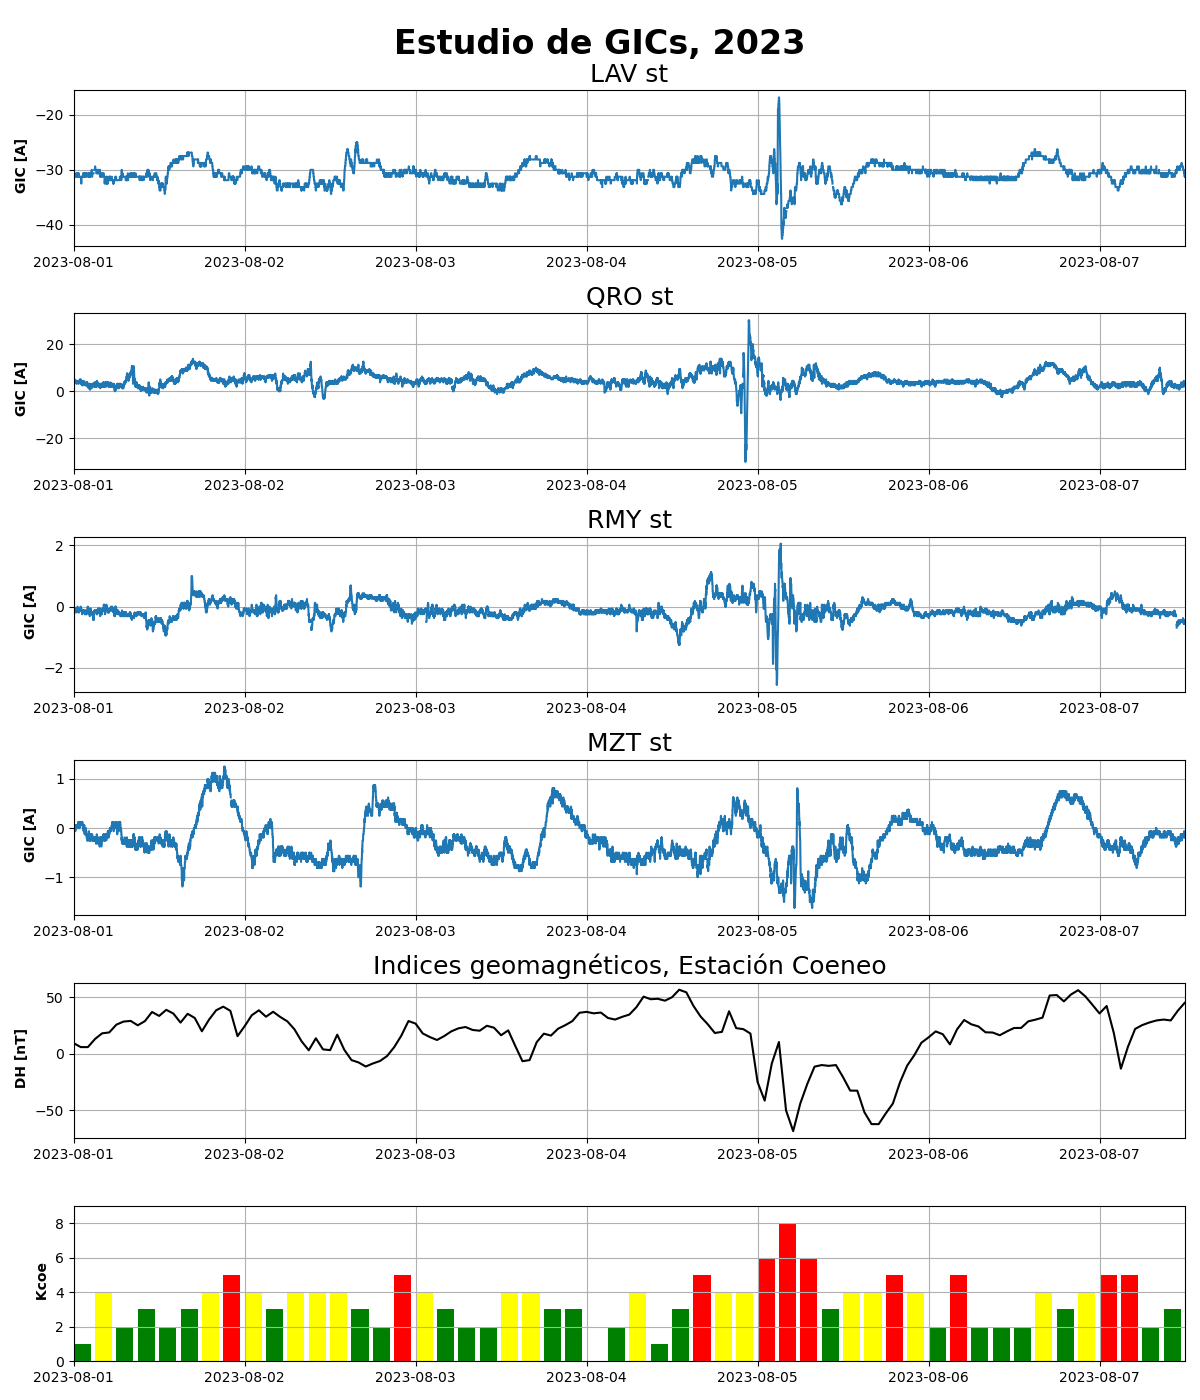 Estudio de GICs, 2023
LAV st
GIC [A]
−20
−30
−40
2023-08-01 2023-08-02 2023-08-03 2023-08-04 2023-08-05 2023-08-06 2023-08-07
QRO st
GIC [A]
20
0
−20
2023-08-01 2023-08-02 2023-08-03 2023-08-04 2023-08-05 2023-08-06 2023-08-07
RMY st
GIC [A]
2
0
−2
2023-08-01 2023-08-02 2023-08-03 2023-08-04 2023-08-05 2023-08-06 2023-08-07
MZT st
GIC [A]
1
0
−1
2023-08-01 2023-08-02 2023-08-03 2023-08-04 2023-08-05 2023-08-06 2023-08-07
Indices geomagnéticos, Estación Coeneo
DH [nT]
50
0
−50
2023-08-01 2023-08-02 2023-08-03 2023-08-04 2023-08-05 2023-08-06 2023-08-07
Kcoe
8
6
4
2
0
2023-08-01 2023-08-02 2023-08-03 2023-08-04 2023-08-05 2023-08-06 2023-08-07